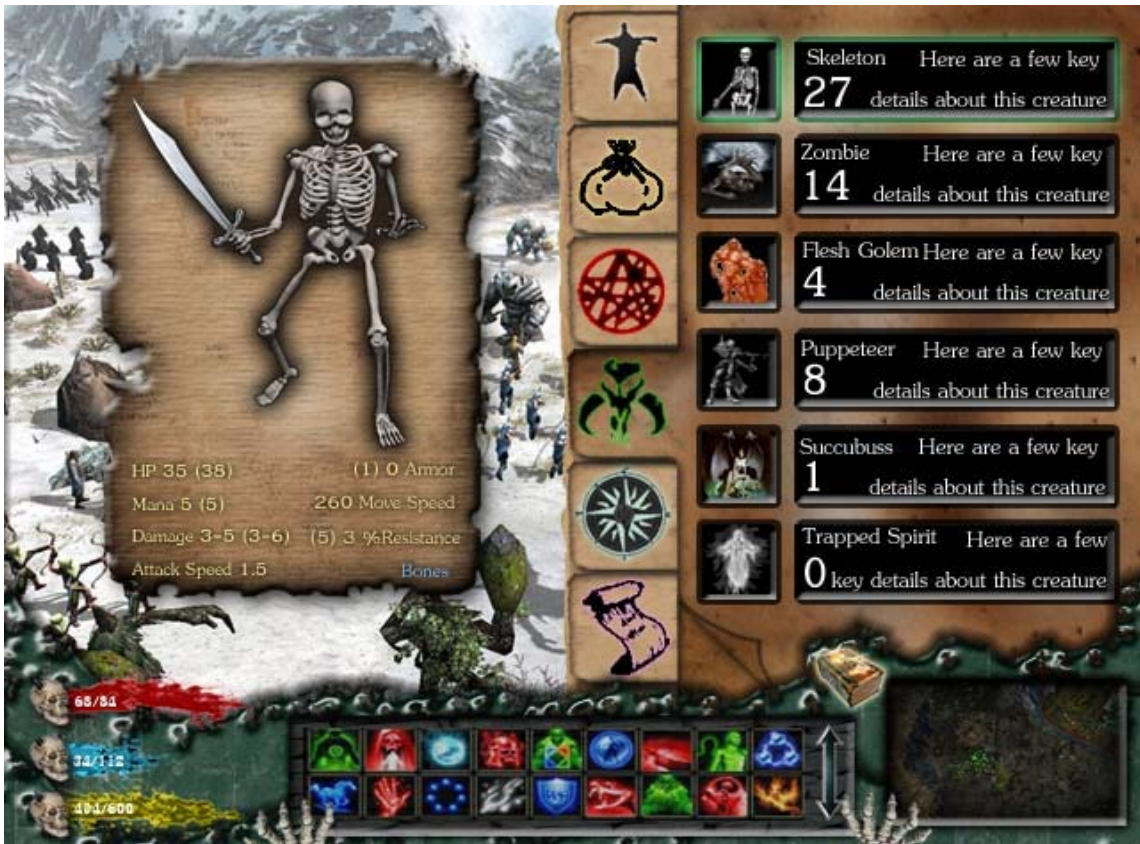 HP 35 (38)
(1) 0 Armor
Mana 5 (5)
260 Move Speed
Damage 3-5 (3-6)
(5) 3 %Resistance
Attack Speed 1.5
Bones
Skeleton
Here are a few key
27
details about this creature
Zombie
Here are a few key
14
details about this creature
Flesh Golem
Here are a few key
4
details about this creature
Puppeteer
Here are a few key
8
details about this creature
Succubuss
Here are a few key
1
details about this creature
Trapped Spirit
Here are a few
0
key details about this creature